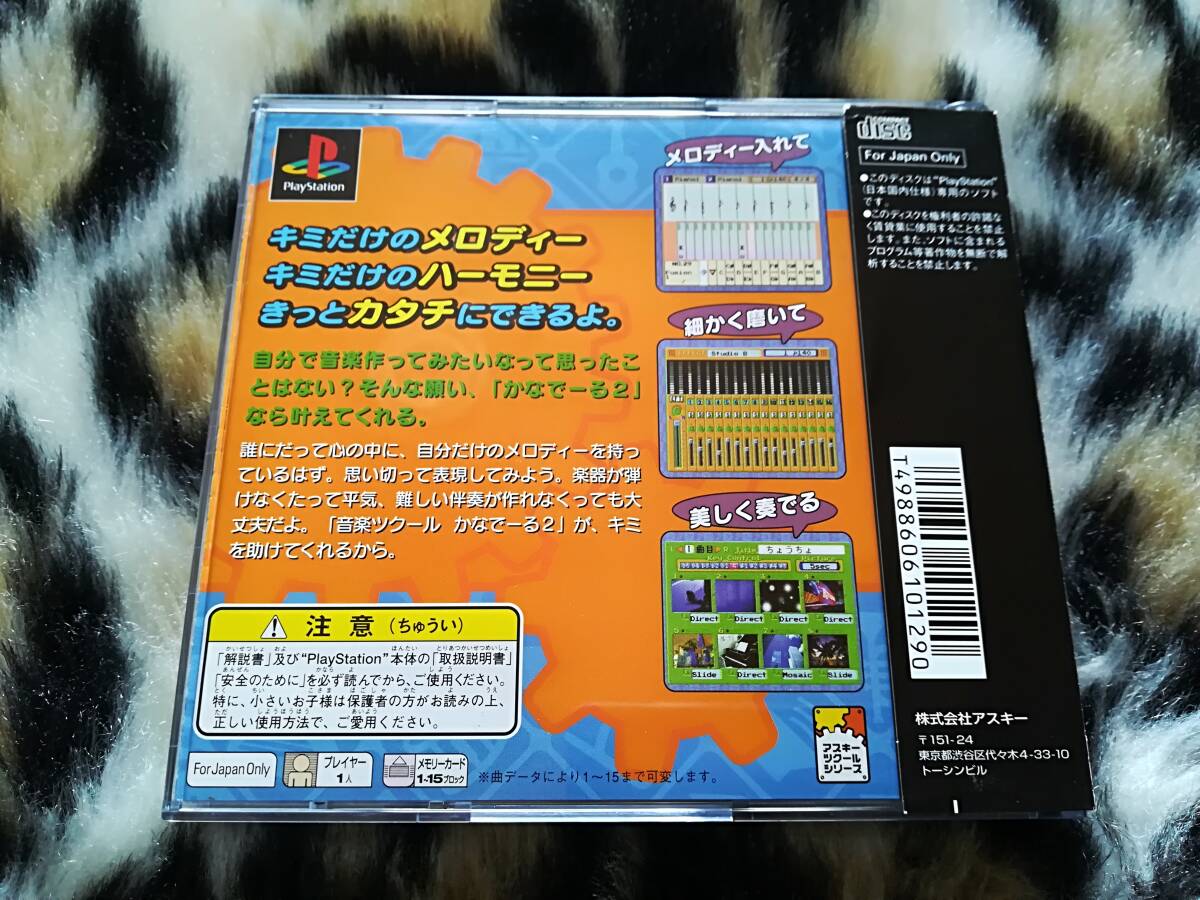 PlayStation
キミだけのメロディー
キミだけのハーモニー
きっとカタチにできるよ。
自分で音楽作ってみたいなって思ったこ
とはない？そんな願い、「かなでーる2」
なら叶えてくれる。
誰にだって心の中に、自分だけのメロディーを持っ
ているはず。思い切って表現してみよう。楽器が弾
けなくたって平気、難しい伴奏が作れなくっても大
丈夫だよ。「音楽ツクール かなでーる2」が、キミ
を助けてくれるから。
注意（ちゅうい）
「解説書」及び“PlayStation”本体の「取扱説明書」
「安全のために」を必ず読んでから、ご使用ください。
特に、小さいお子様は保護者の方がお読みの上、
正しい使用方法で、ご愛用ください。
For Japan Only
プレイヤー
1人
メモリーカード
1-15ブロック
※曲データにより1〜15まで可変します。
メロディー入れて
細かく磨いて
Studio B
美しく奏でる
1曲目
Title
ちょうちょ
Key Control
Picture
5sec
Direct
Direct
Direct
Direct
Slide
Direct
Mosaic
Slide
アスキー
ツクール
シリーズ
COMPACT
disc
For Japan Only
●このディスクは“PlayStation”
（日本国内仕様）専用のソフト
です。
●このディスクを権利者の許諾な
く賃貸業に使用することを禁止
します。また、ソフトに含まれる
プログラム等著作物を無断で解
析することを禁止します。
T4988606101290
株式会社アスキー
〒151-24
東京都渋谷区代々木4-33-10
トーシンビル